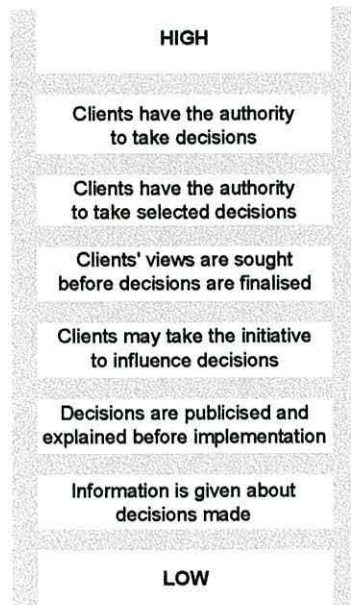 HIGH
Clients have the authority
to take decisions
Clients have the authority
to take selected decisions
Clients' views are sought
before decisions are finalised
Clients may take the initiative
to influence decisions
Decisions are publicised and
explained before implementation
Information is given about
decisions made
LOW